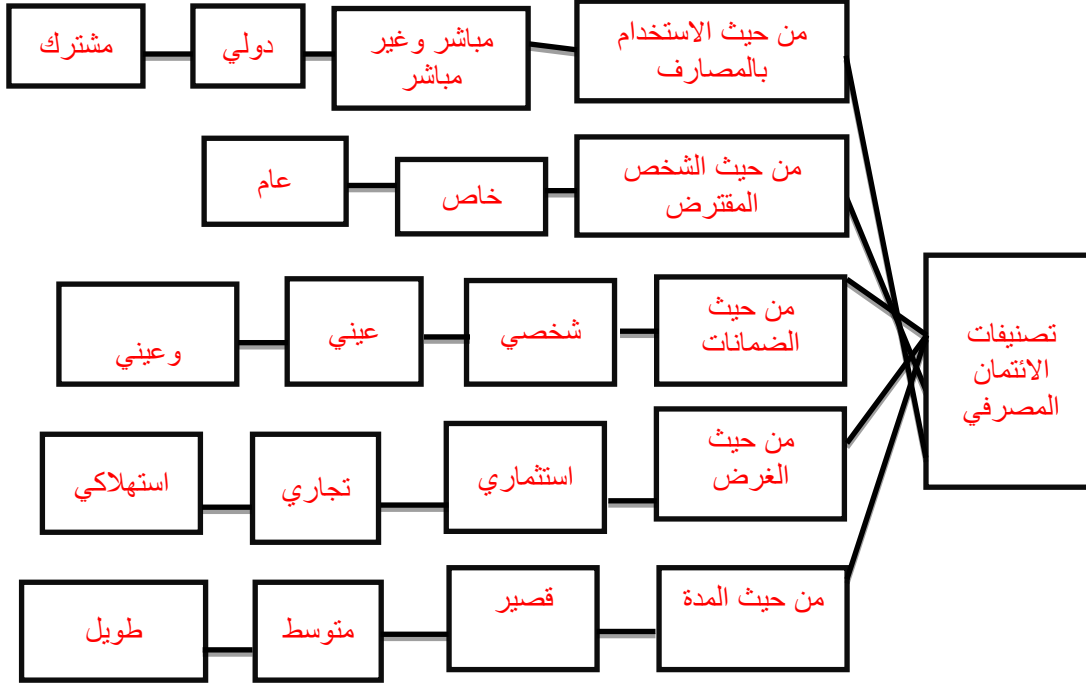 من حيث الاستخدام
بالمصارف
مباشر وغير
مباشر
دولي
مشترك
من حيث الشخص
المقترض
خاص
عام
تصنيفات
الائتمان
المصرفي
من حيث
الضمانات
شخصي
عيني
وعيني
من حيث
الغرض
استثماري
تجاري
استهلاكي
من حيث المدة
قصير
متوسط
طويل